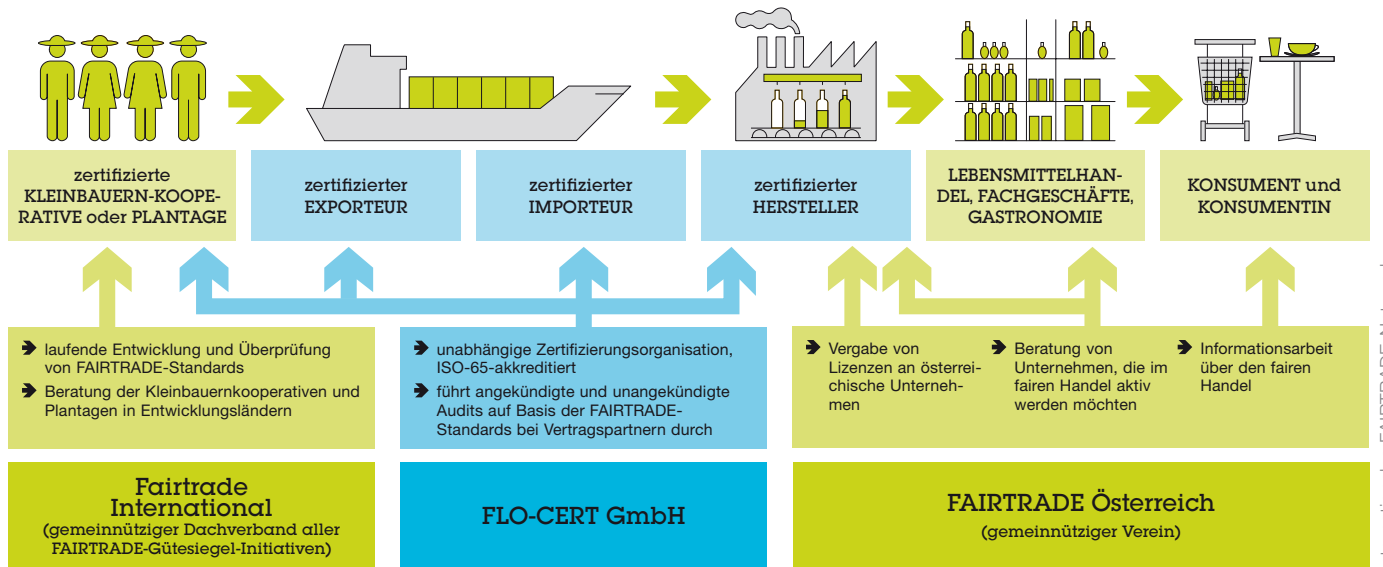 zertifizierte
KLEINBAUERN-KOOPE-
RATIVE oder PLANTAGE
zertifizierter
EXPORTEUR
zertifizierter
IMPORTEUR
zertifizierter
HERSTELLER
LEBENSMITTELHAN-
DEL, FACHGESCHÄFTE,
GASTRONOMIE
KONSUMENT und
KONSUMENTIN
laufende Entwicklung und Überprüfung
von FAIRTRADE-Standards
Beratung der Kleinbauernkooperativen und
Plantagen in Entwicklungsländern
unabhängige Zertifizierungsorganisation,
ISO-65-akkreditiert
führt angekündigte und unangekündigte
Audits auf Basis der FAIRTRADE-
Standards bei Vertragspartnern durch
Vergabe von
Lizenzen an österrei-
chische Unterneh-
men
Beratung von
Unternehmen, die im
fairen Handel aktiv
werden möchten
Informationsarbeit
über den fairen
Handel
Fairtrade
International
(gemeinnütziger Dachverband aller
FAIRTRADE-Gütesiegel-Initiativen)
FLO-CERT GmbH
FAIRTRADE Österreich
(gemeinnütziger Verein)